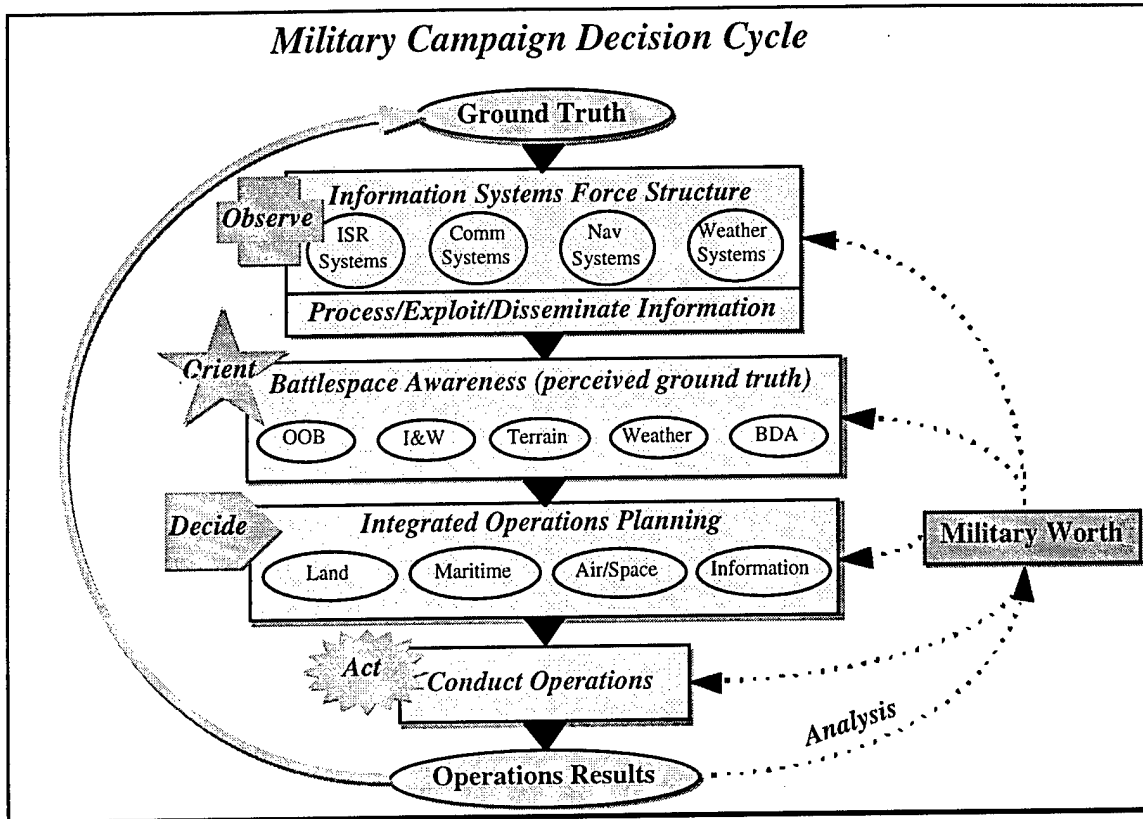 Military Campaign Decision Cycle
Ground Truth
Information Systems Force Structure
Observe
ISR
Systems
Comm
Systems
Nav
Systems
Weather
Systems
Process/Exploit/Disseminate Information
Orient
Battlespace Awareness (perceived ground truth)
OOB
I&W
Terrain
Weather
BDA
Decide
Integrated Operations Planning
Land
Maritime
Air/Space
Information
Military Worth
Act
Conduct Operations
Analysis
Operations Results